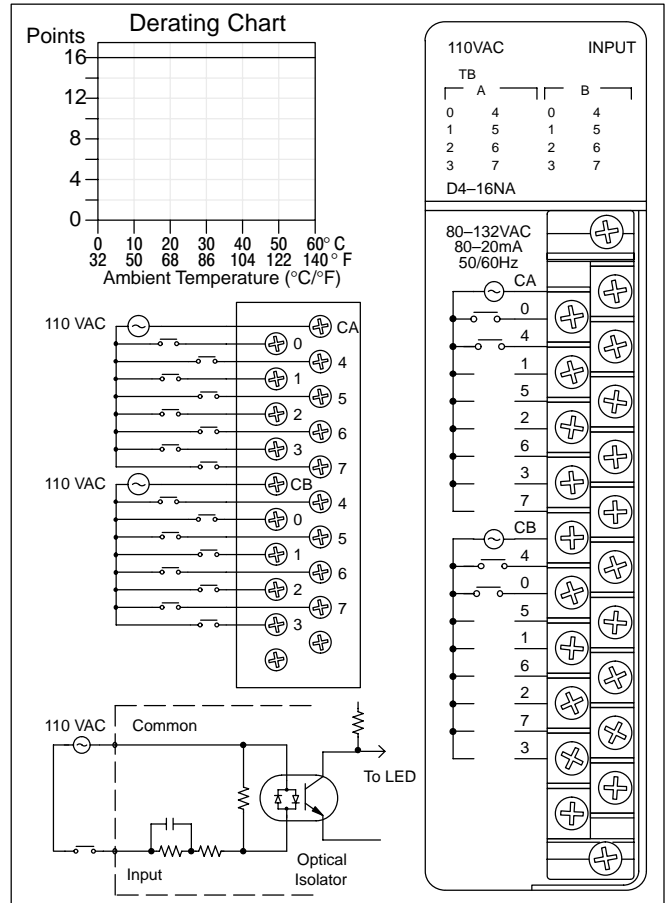 Derating Chart
Points
16
12
8
4
0
0 10 20 30 40 50 60°C
32 50 68 86 104 122 140°F
Ambient Temperature (°C/°F)
110 VAC
CA
0
4
1
5
2
6
3
7
110 VAC
CB
4
0
5
1
6
2
7
3
110 VAC
Common
To LED
Input
Optical
Isolator
110VAC INPUT
TB
A B
0 4 0 4
1 5 1 5
2 6 2 6
3 7 3 7
D4–16NA
80–132VAC
80–20mA
50/60Hz
CA
0
4
1
5
2
6
3
7
CB
4
0
5
1
6
2
7
3